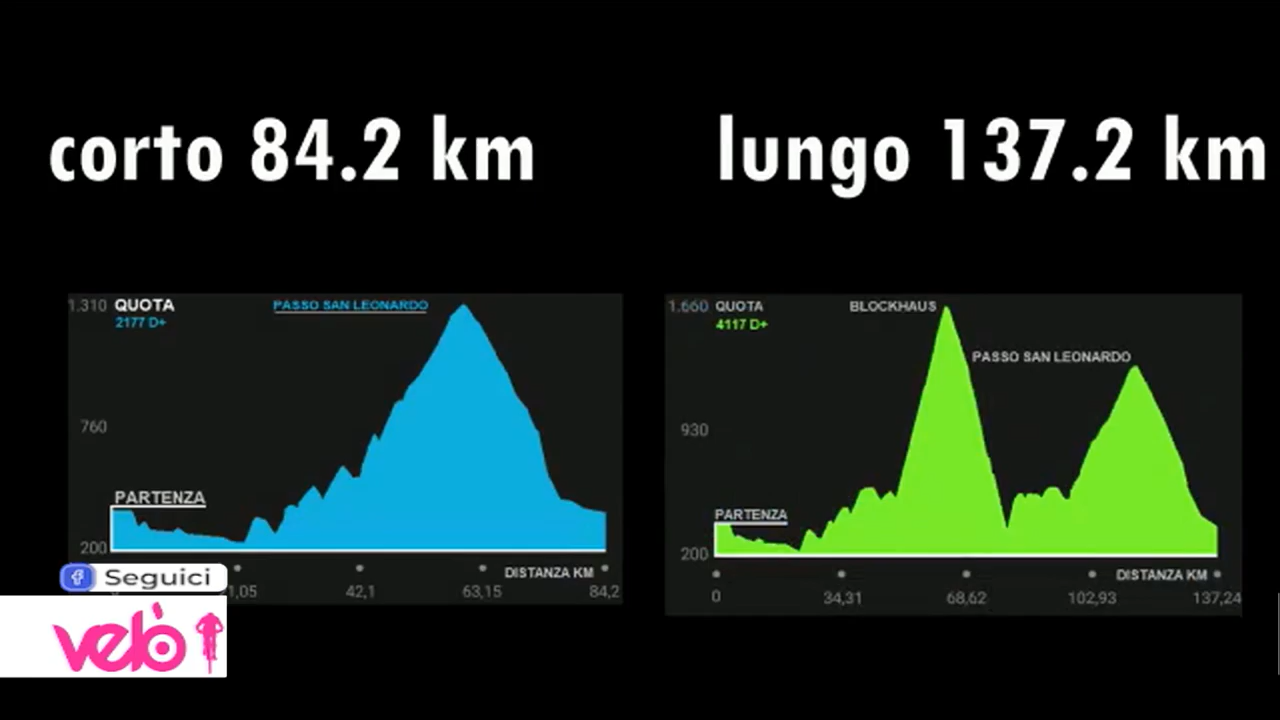 corto 84.2 km
lungo 137.2 km
1.310 QUOTA
2177 D+
PASSO SAN LEONARDO
760
PARTENZA
200
DISTANZA KM
42,1 63,15 84,2
1.660 QUOTA
4117 D+
BLOCKHAUS
PASSO SAN LEONARDO
930
PARTENZA
200
DISTANZA KM
0 34,31 68,62 102,93 137,24
f Seguici
velò